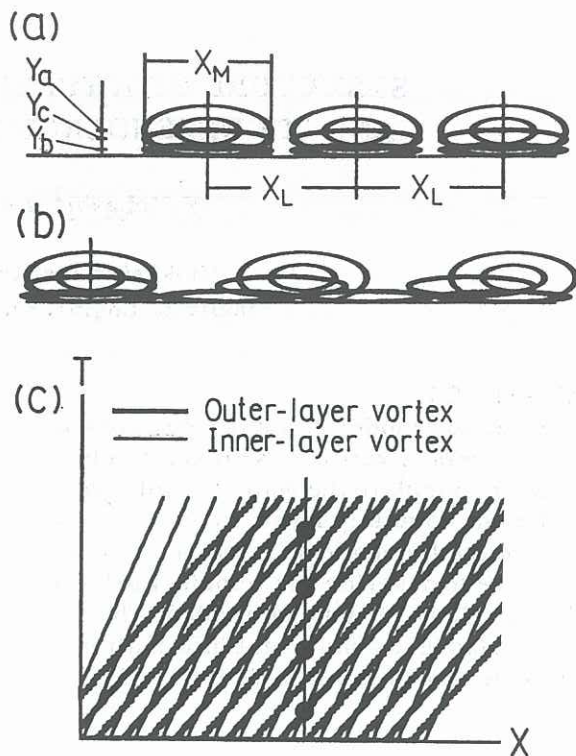 (a)
Ya
Yc
Yb
XM
XL
XL
(b)
(c)
T
Outer-layer vortex
Inner-layer vortex
X